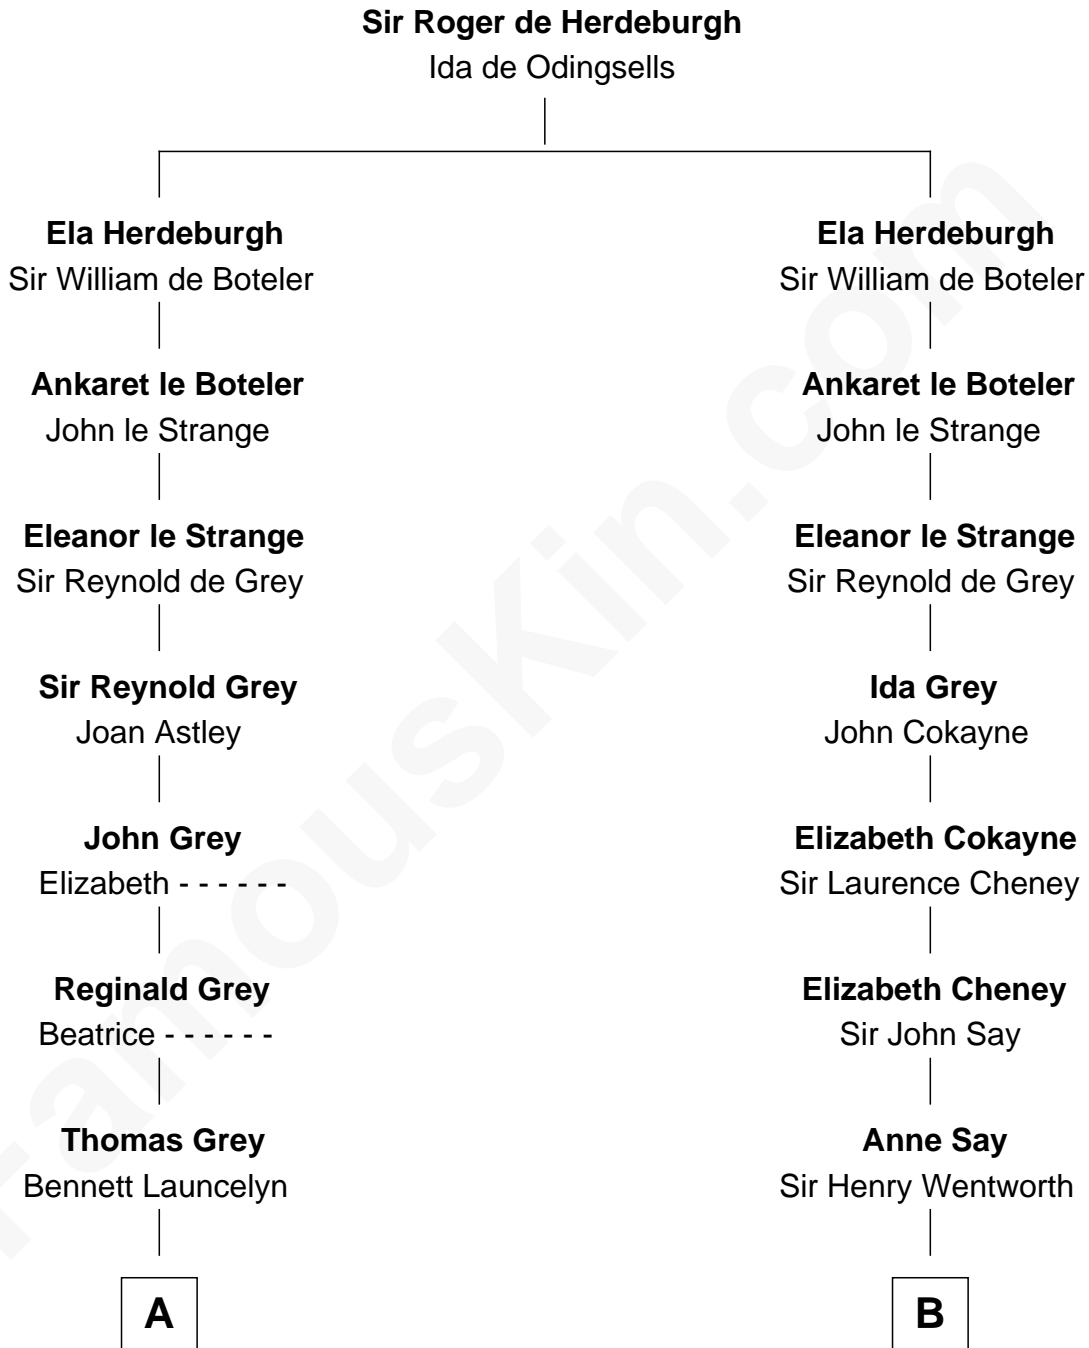 Sir Roger de Herdeburgh
Ida de Odingsells
Ela Herdeburgh
Sir William de Boteler
Ankaret le Boteler
John le Strange
Eleanor le Strange
Sir Reynold de Grey
Sir Reynold Grey
Joan Astley
John Grey
Elizabeth - - - - - -
Reginald Grey
Beatrice - - - - - -
Thomas Grey
Bennett Launcelyn
A
Ela Herdeburgh
Sir William de Boteler
Ankaret le Boteler
John le Strange
Eleanor le Strange
Sir Reynold de Grey
Ida Grey
John Cokayne
Elizabeth Cokayne
Sir Laurence Cheney
Elizabeth Cheney
Sir John Say
Anne Say
Sir Henry Wentworth
B
FamousKin.com